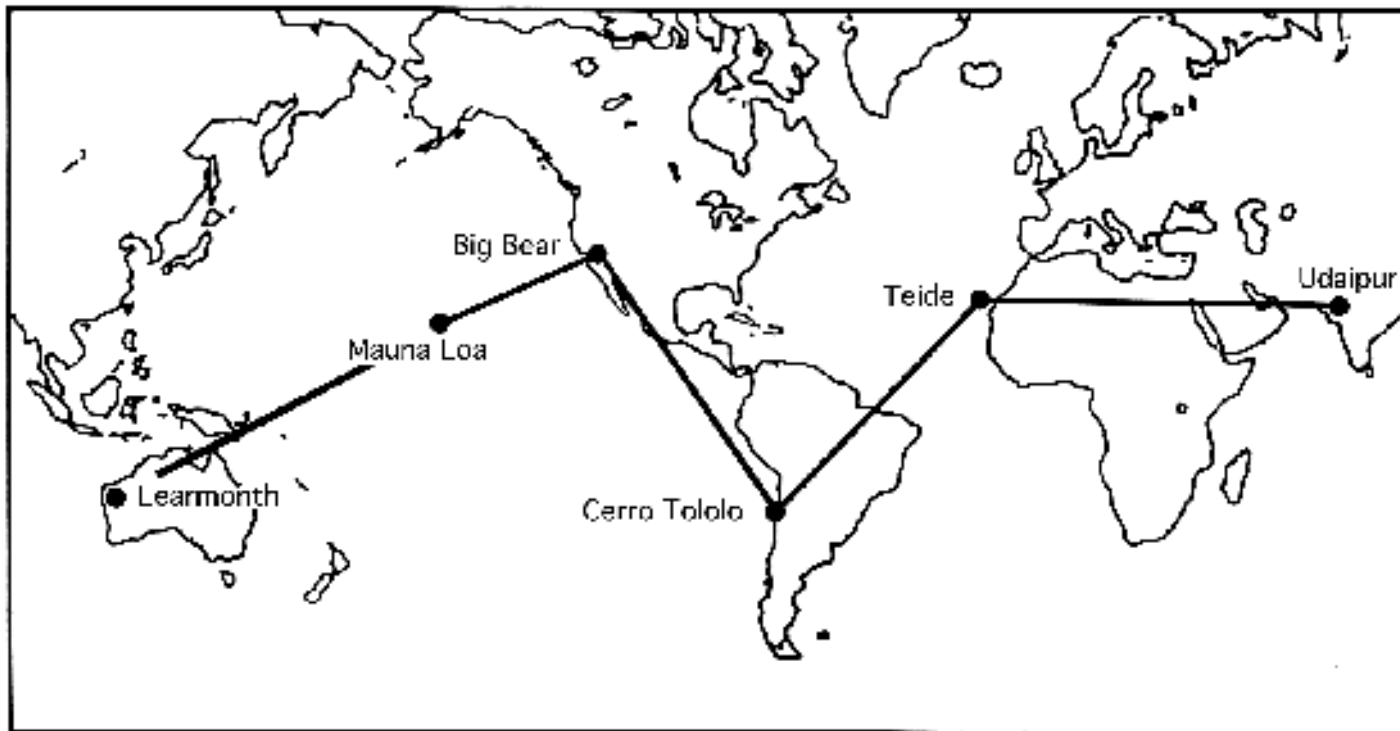 Big Bear
Udaipur
Teide
Mauna Loa
Learmonth
Cerro Tololo